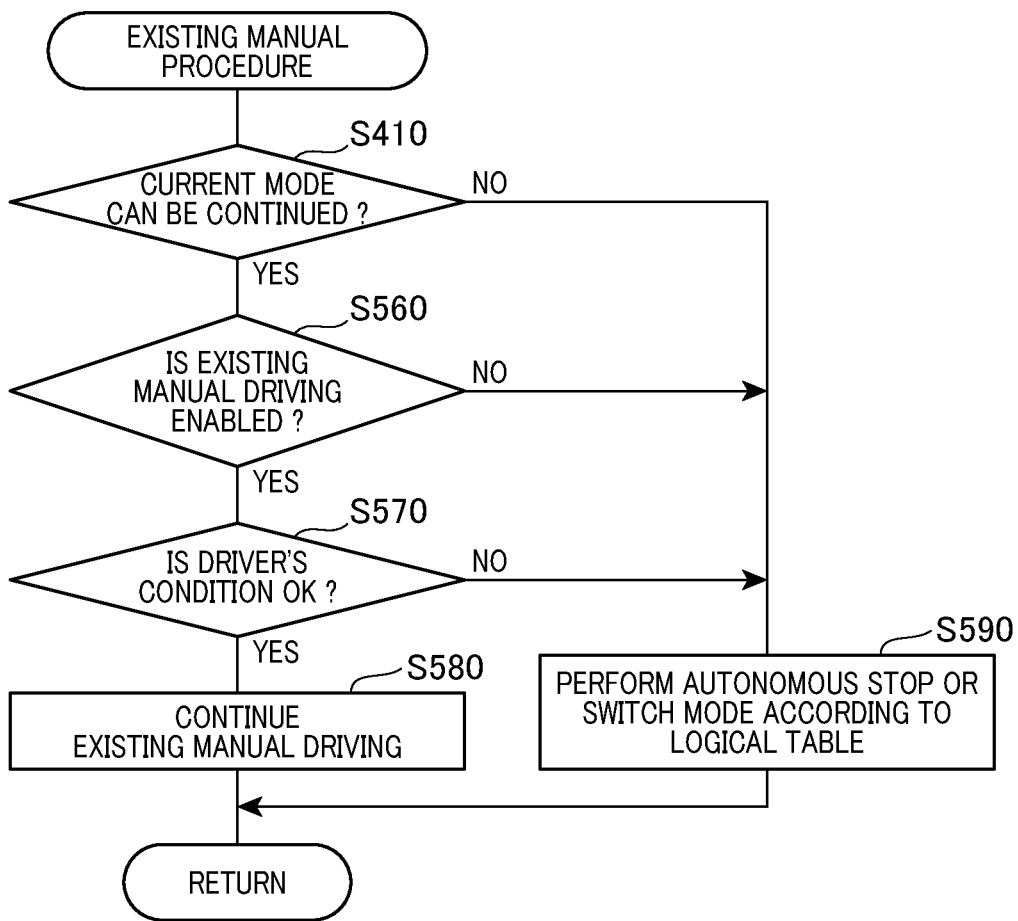 EXISTING MANUAL
PROCEDURE
S410
CURRENT MODE
CAN BE CONTINUED ?
NO
YES
S560
IS EXISTING
MANUAL DRIVING
ENABLED ?
NO
YES
S570
IS DRIVER'S
CONDITION OK ?
NO
YES
S580
CONTINUE
EXISTING MANUAL DRIVING
S590
PERFORM AUTONOMOUS STOP OR
SWITCH MODE ACCORDING TO
LOGICAL TABLE
RETURN